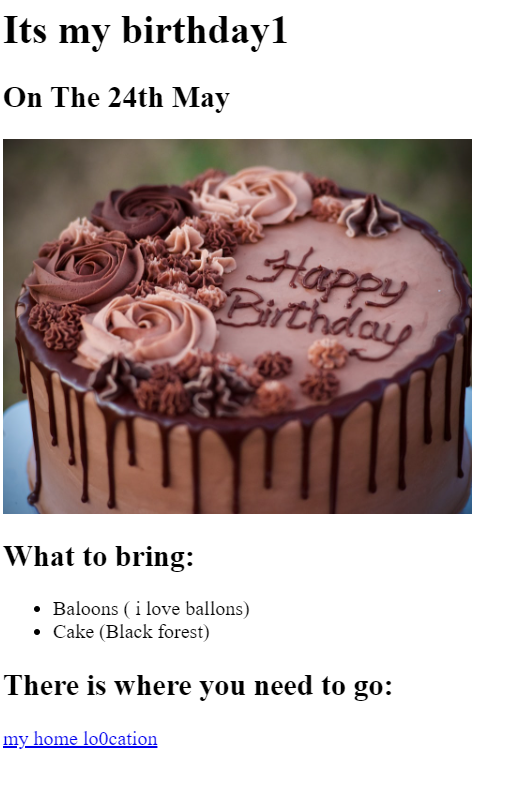 Its my birthday1
On The 24th May
Happy
Birthday
What to bring:
Baloons ( i love ballons)
Cake (Black forest)
There is where you need to go:
my home lo0cation